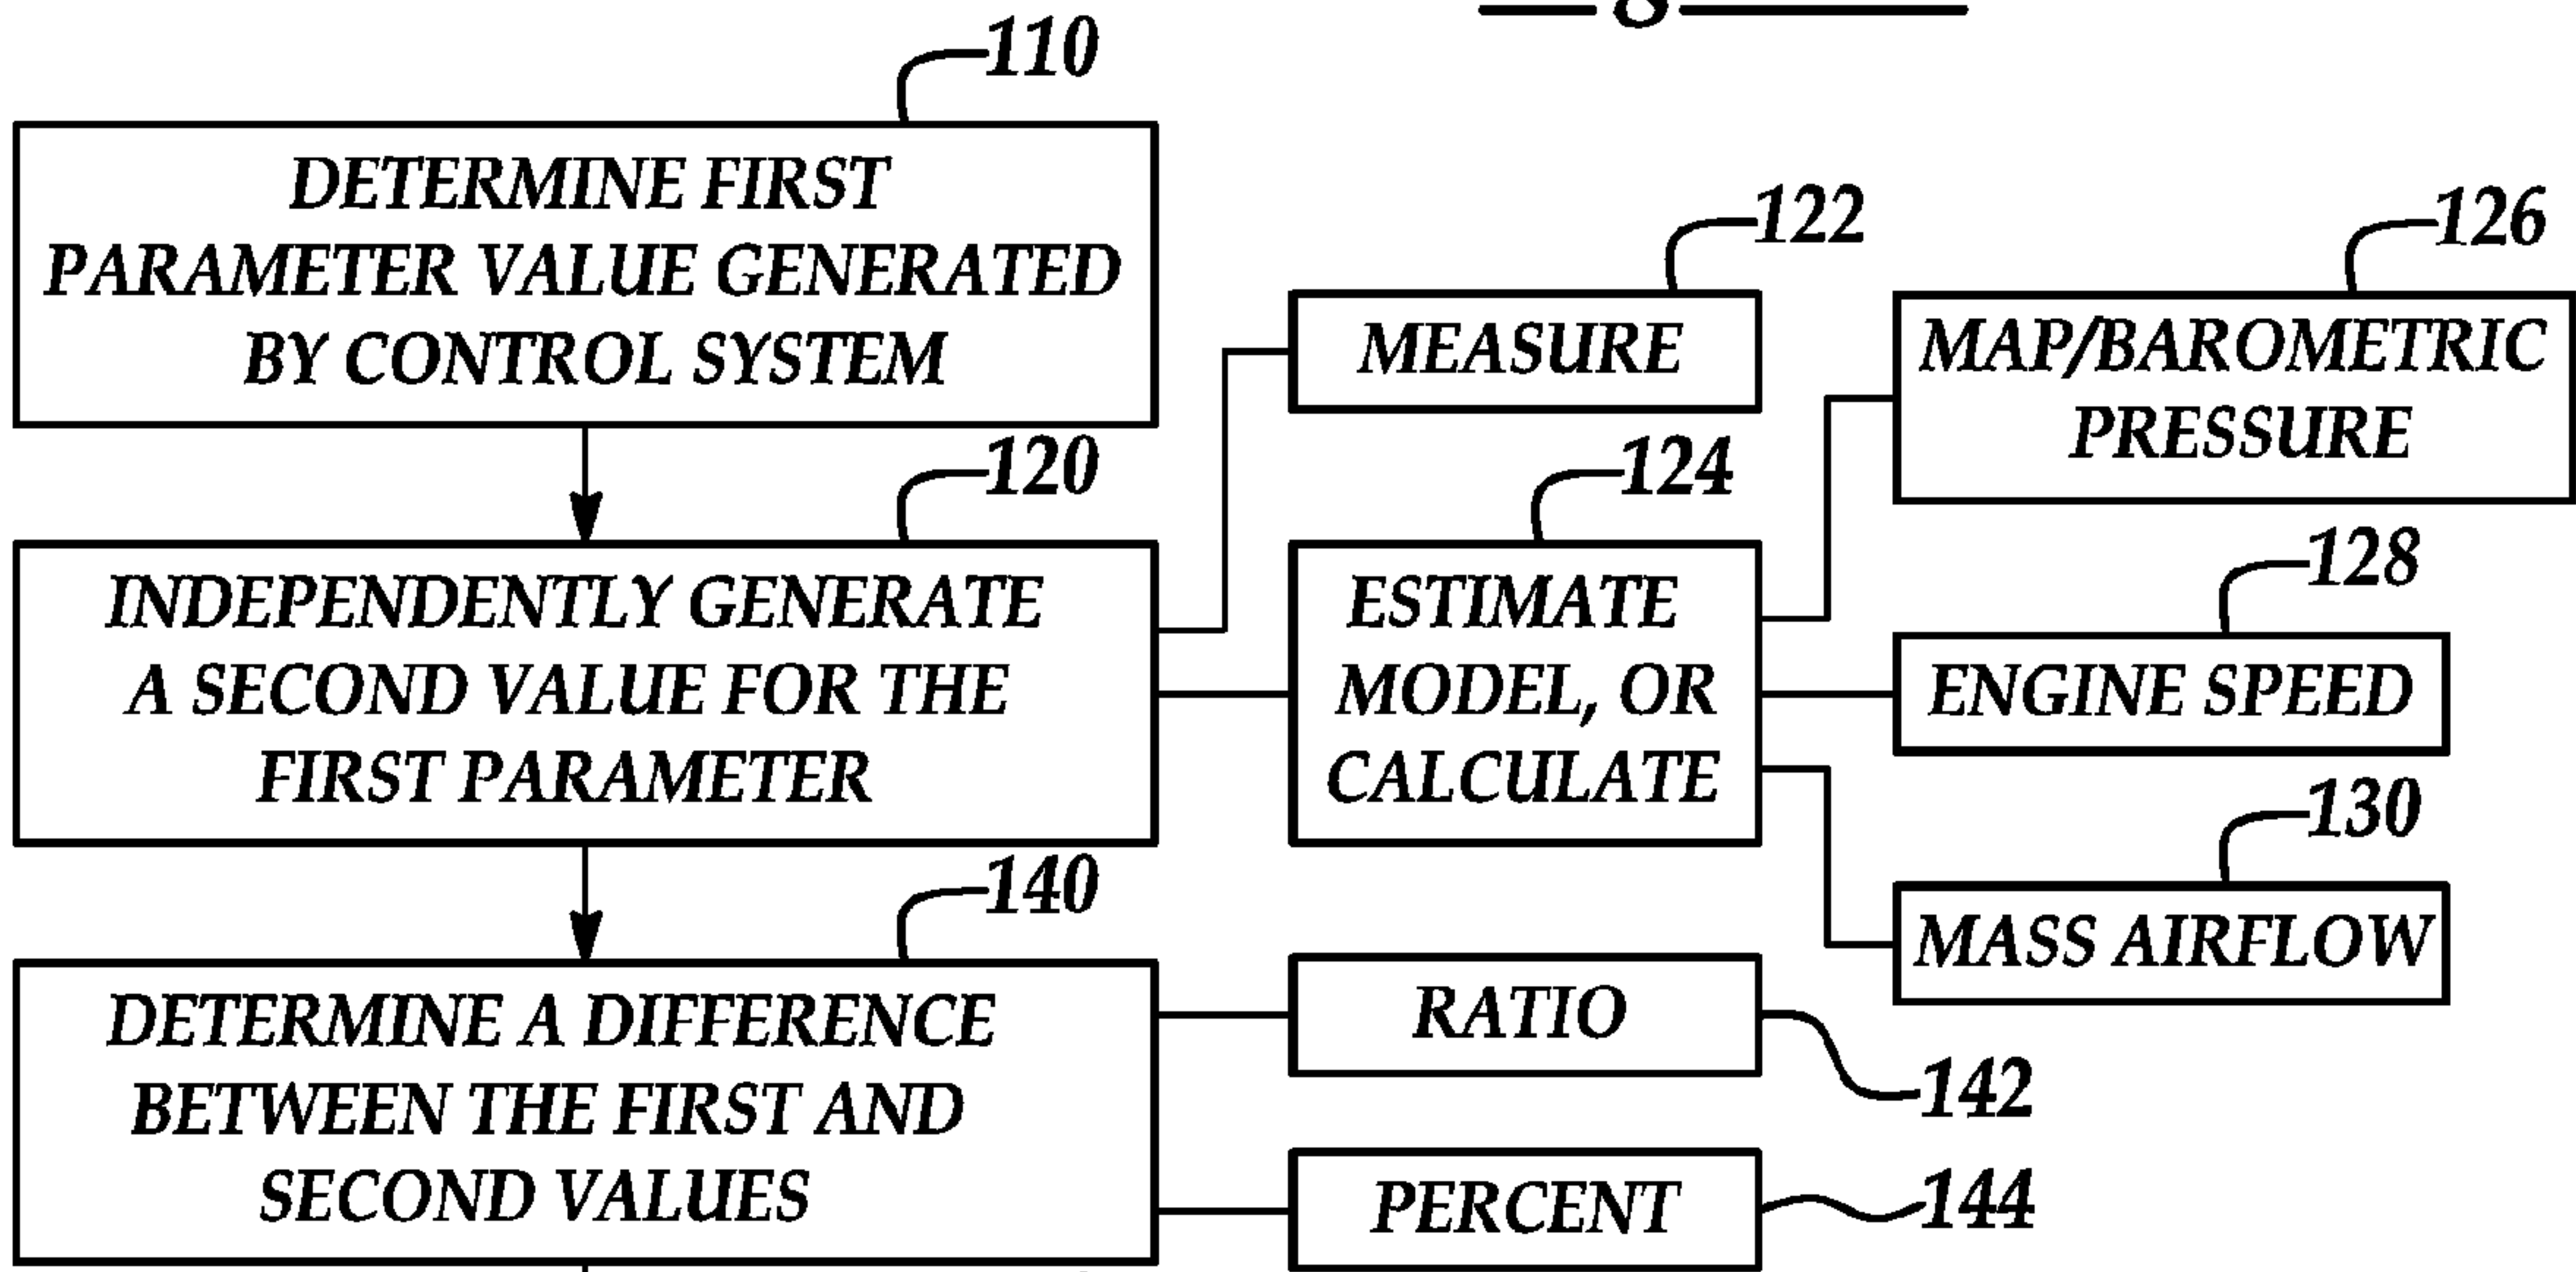 110
DETERMINE FIRST
PARAMETER VALUE GENERATED
BY CONTROL SYSTEM
122
MEASURE
126
MAP/BAROMETRIC
PRESSURE
120
INDEPENDENTLY GENERATE
A SECOND VALUE FOR THE
FIRST PARAMETER
124
ESTIMATE
MODEL, OR
CALCULATE
128
ENGINE SPEED
130
MASS AIRFLOW
140
DETERMINE A DIFFERENCE
BETWEEN THE FIRST AND
SECOND VALUES
RATIO
142
PERCENT
144